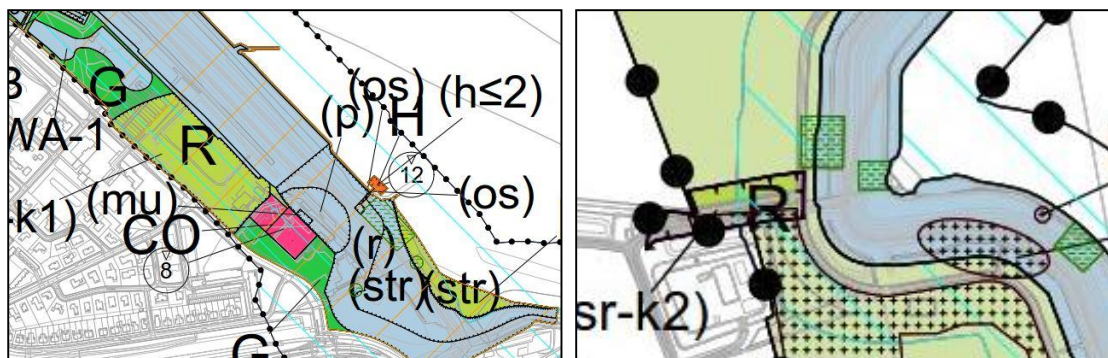 (os)
(h≤2)
G
(p)
H
WA-1
R
12
(os)
(mu)
-k1)
CO
(r)
8
(str)
(str)
G
R
sr-k2)